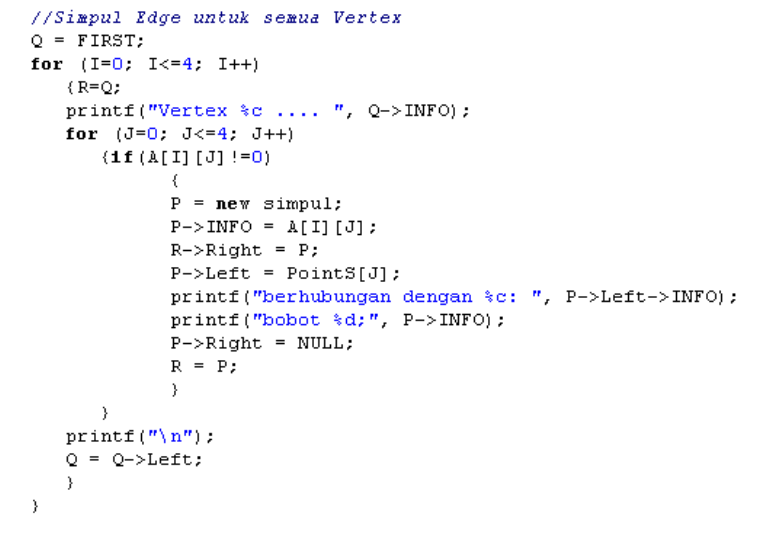 //Simpul Edge untuk semua Vertex
Q = FIRST;
for (I=0; I<=4; I++)
{R=Q;
printf("Vertex %c .... ", Q->INFO);
for (J=0; J<=4; J++)
{if(A[I][J]!=0)
{
P = new simpul;
P->INFO = A[I][J];
R->Right = P;
P->Left = PointS[J];
printf("berhubungan dengan %c: ", P->Left->INFO);
printf("bobot %d;", P->INFO);
P->Right = NULL;
R = P;
}
}
printf("\n");
Q = Q->Left;
}
}